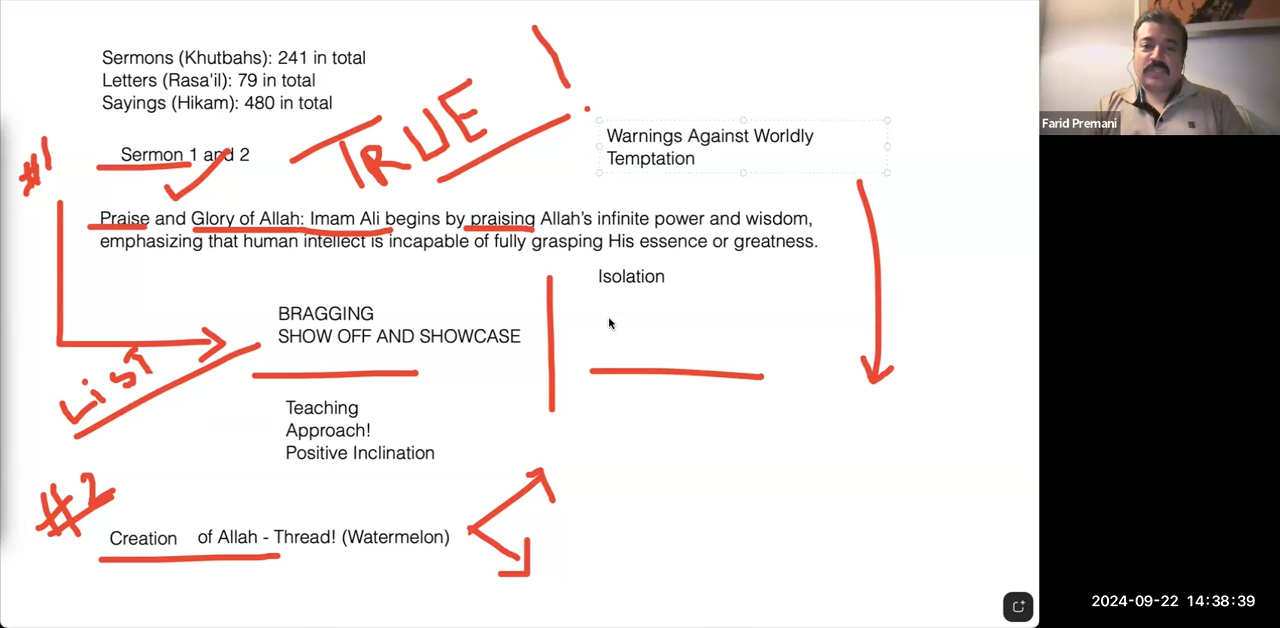 Sermons (Khutbahs): 241 in total
Letters (Rasa'il): 79 in total
Sayings (Hikam): 480 in total
TRUE !
Warnings Against Worldly
Temptation
Farid Premani
#1
Sermon 1 and 2
Praise and Glory of Allah: Imam Ali begins by praising Allah's infinite power and wisdom,
emphasizing that human intellect is incapable of fully grasping His essence or greatness.
Isolation
BRAGGING
SHOW OFF AND SHOWCASE
LiST
Teaching
Approach!
Positive Inclination
#2
Creation of Allah - Thread! (Watermelon)
2024-09-22 14:38:39